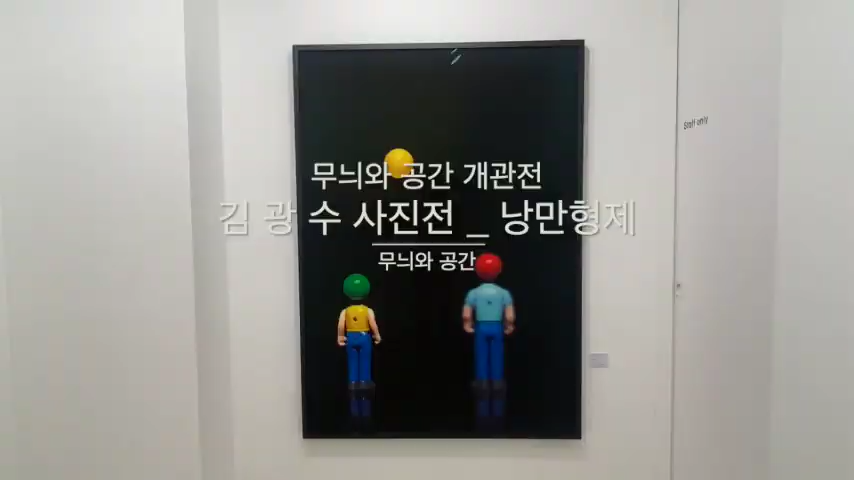 무늬와 공간 개관전
김 광 수 사진전 _ 낭만형제
무늬와 공간
Staff only